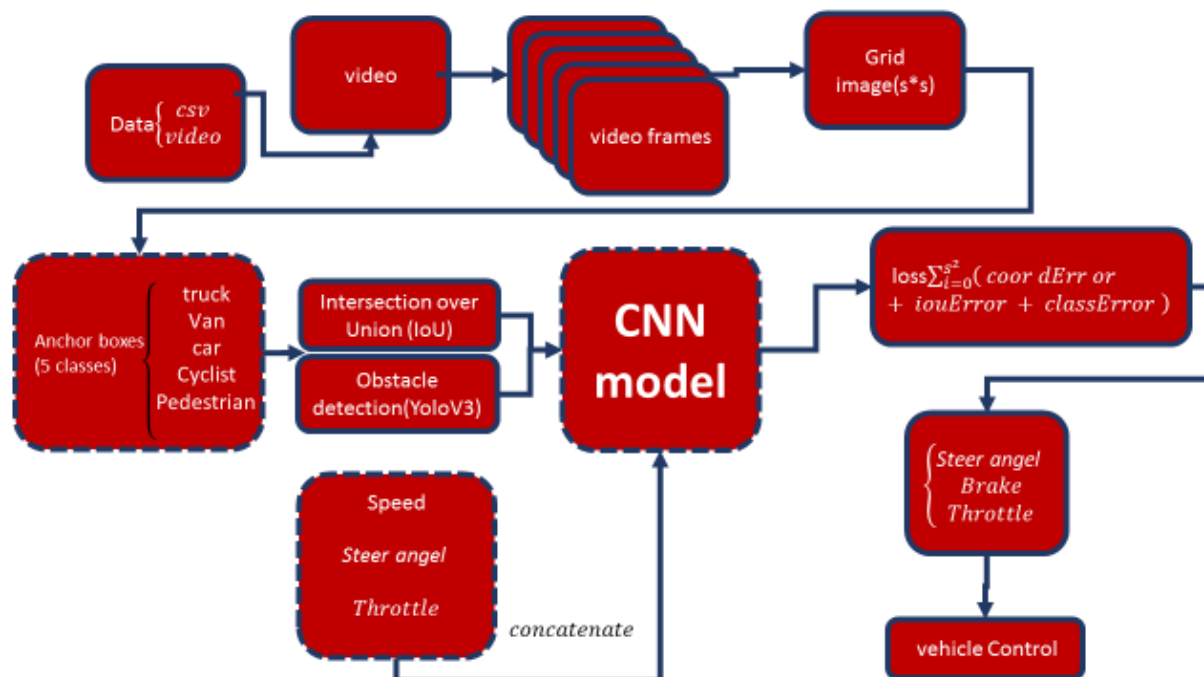 Data { csv
video
video
video frames
Grid
image(s*s)
Anchor boxes
(5 classes)
truck
Van
car
Cyclist
Pedestrian
Intersection over
Union (IoU)
Obstacle
detection(YoloV3)
CNN
model
loss∑_{i=0}^{s^2}( coor dErr or
+ iouError + classError )
Speed
Steer angel
Throttle
concatenate
Steer angel
Brake
Throttle
vehicle Control